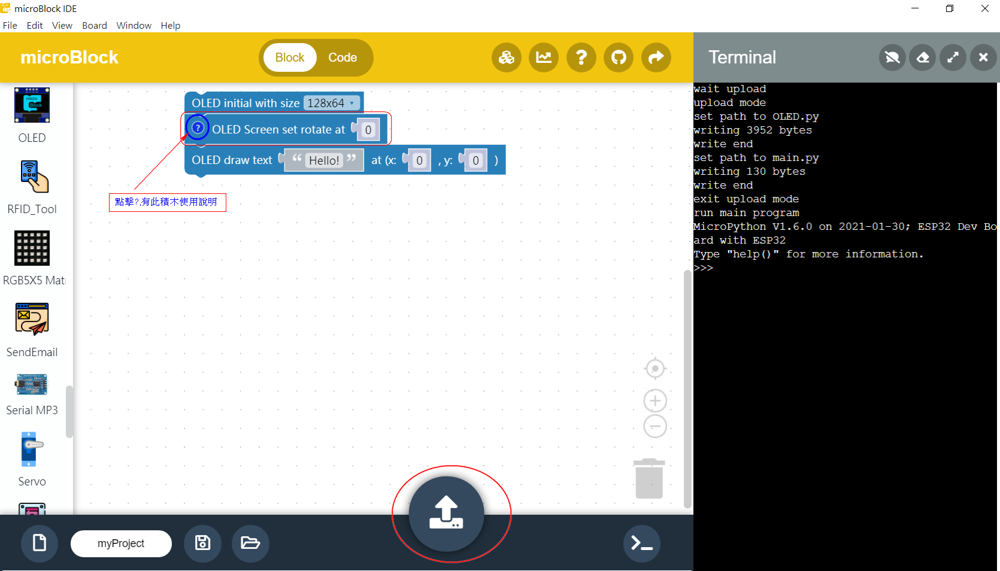 microBlock IDE
File Edit View Board Window Help
microBlock
Block Code
Terminal
OLED
RFID_Tool
RGB5X5 Mat
SendEmail
Serial MP3
Servo
OLED initial with size 128x64
? OLED Screen set rotate at 0
OLED draw text “ Hello! ” at (x: 0 , y: 0 )
點擊?,有此積木使用說明
wait upload
upload mode
set path to OLED.py
writing 3952 bytes
write end
set path to main.py
writing 130 bytes
write end
exit upload mode
run main program
MicroPython V1.6.0 on 2021-01-30; ESP32 Dev Bo
ard with ESP32
Type "help()" for more information.
>>>
myProject